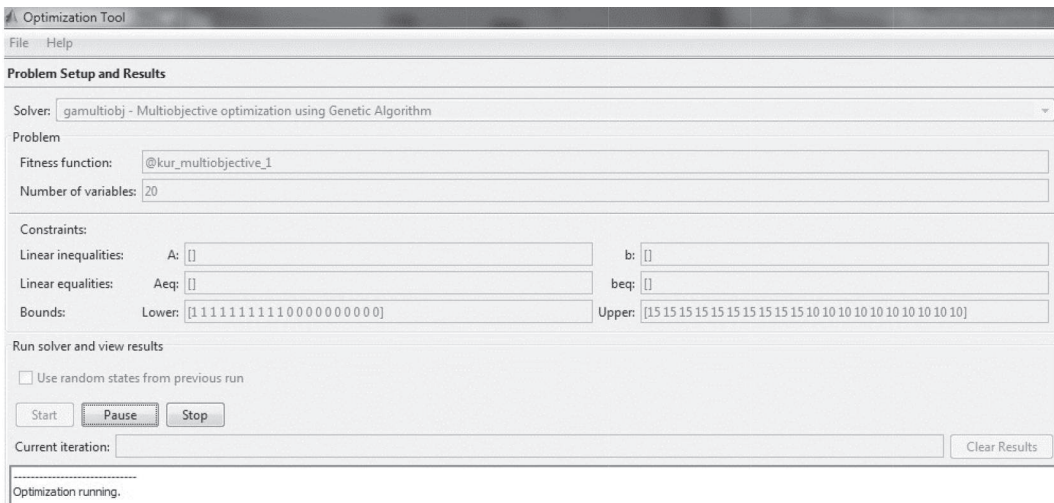 Optimization Tool
File Help
Problem Setup and Results
Solver: gamultiobj - Multiobjective optimization using Genetic Algorithm
Problem
Fitness function: @kur_multiobjective_1
Number of variables: 20
Constraints:
Linear inequalities: A: [] b: []
Linear equalities: Aeq: [] beq: []
Bounds: Lower: [1 1 1 1 1 1 1 1 1 1 0 0 0 0 0 0 0 0 0 0] Upper: [15 15 15 15 15 15 15 15 15 15 10 10 10 10 10 10 10 10 10 10]
Run solver and view results
Use random states from previous run
Start Pause Stop
Current iteration: Clear Results
------------------------------
Optimization running.